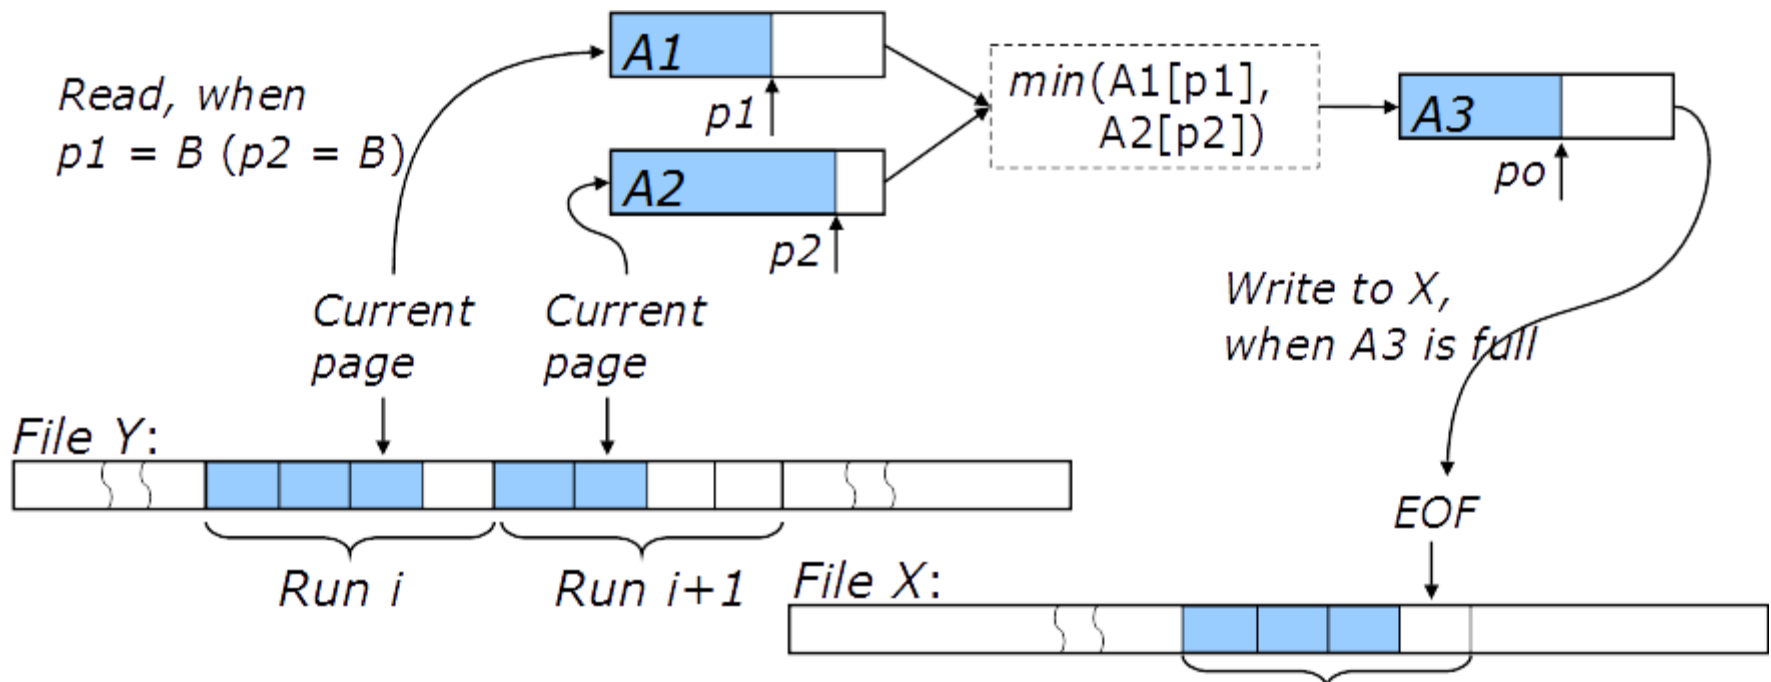 A1
Read, when
p1 = B (p2 = B)
p1
min(A1[p1],
A2[p2])
A3
A2
po
p2
Current
page
Current
page
Write to X,
when A3 is full
File Y:
EOF
Run i
Run i+1
File X: